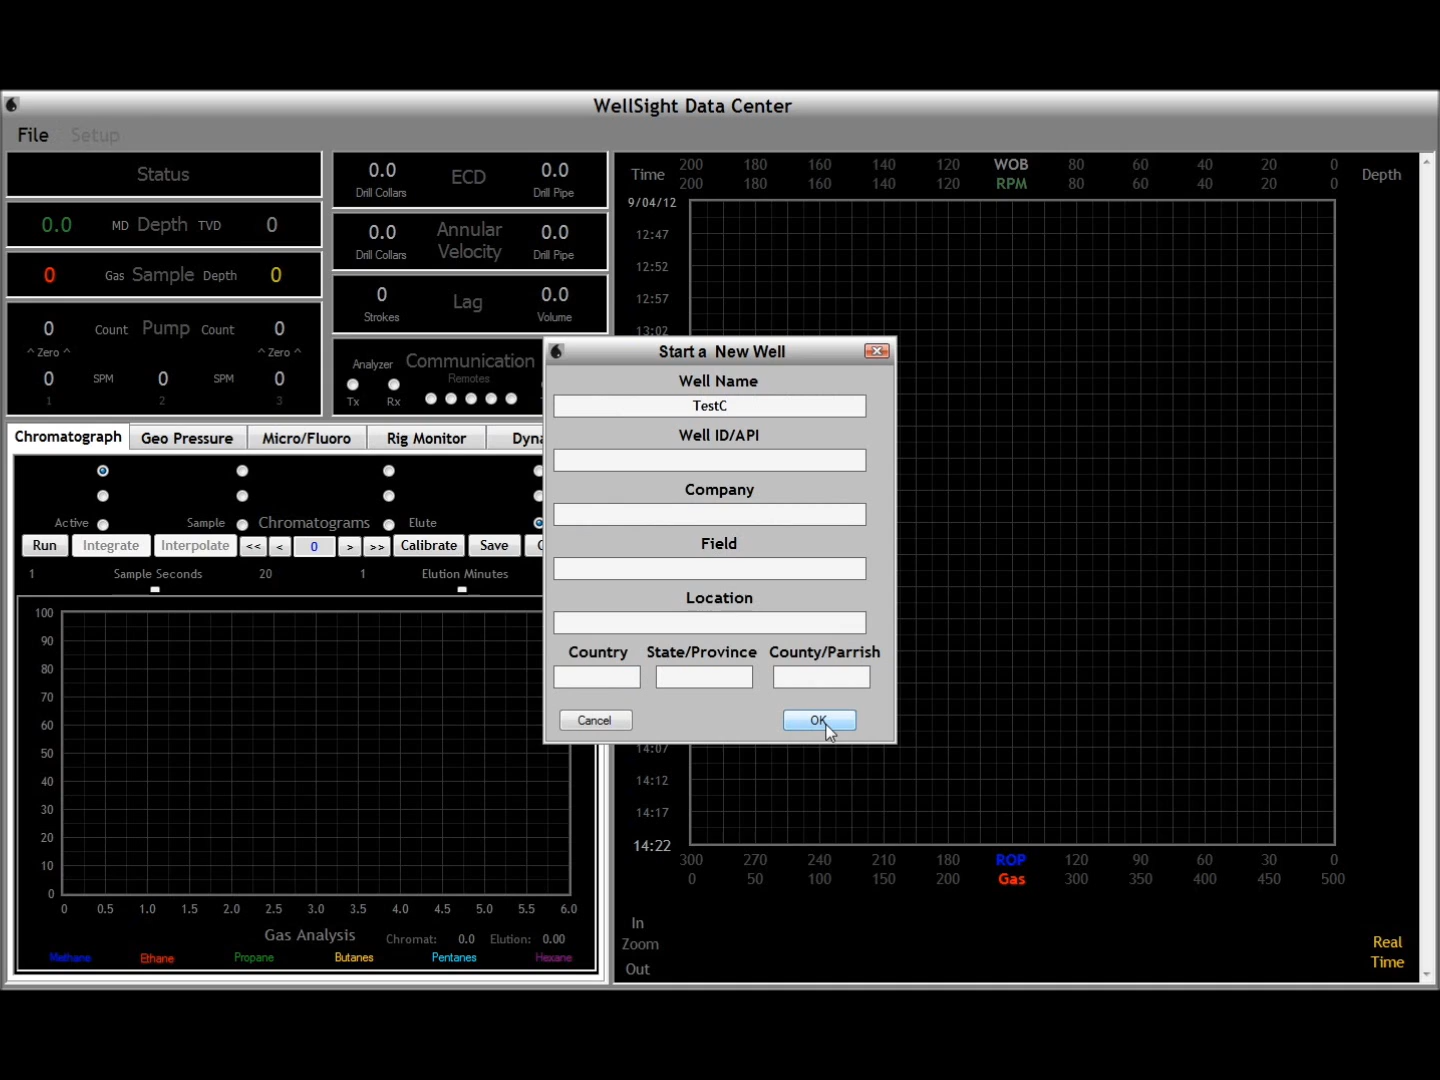 WellSight Data Center
File Setup
Status
0.0 MD Depth TVD 0
0 Gas Sample Depth 0
0 Count Pump Count 0
^ Zero ^ ^ Zero ^
0 SPM 0 SPM 0
1 2 3
0.0 ECD 0.0
Drill Collars Drill Pipe
0.0 Annular Velocity 0.0
Drill Collars Drill Pipe
0 Lag 0.0
Strokes Volume
Analyzer Communication
Remotes
Tx Rx
Chromatograph Geo Pressure Micro/Fluoro Rig Monitor
Active Sample Chromatograms Elute
Run Integrate Interpolate << < 0 > >> Calibrate Save
1 Sample Seconds 20 1 Elution Minutes
100
90
80
70
60
50
40
30
20
10
0
0 0.5 1.0 1.5 2.0 2.5 3.0 3.5 4.0 4.5 5.0 5.5 6.0
Gas Analysis Chromat: 0.0 Elution: 0.00
Methane Ethane Propane Butanes Pentanes Hexane
Start a New Well
Well Name
TestC
Well ID/API
Company
Field
Location
Country State/Province County/Parrish
Cancel OK
Time 200 180 160 140 120 WOB 80 60 40 20 0 Depth
200 180 160 140 120 RPM 80 60 40 20 0
9/04/12
12:47
12:52
12:57
13:02
14:07
14:12
14:17
14:22
300 270 240 210 180 ROP 120 90 60 30 0
0 50 100 150 200 Gas 300 350 400 450 500
In
Zoom
Out
Real
Time